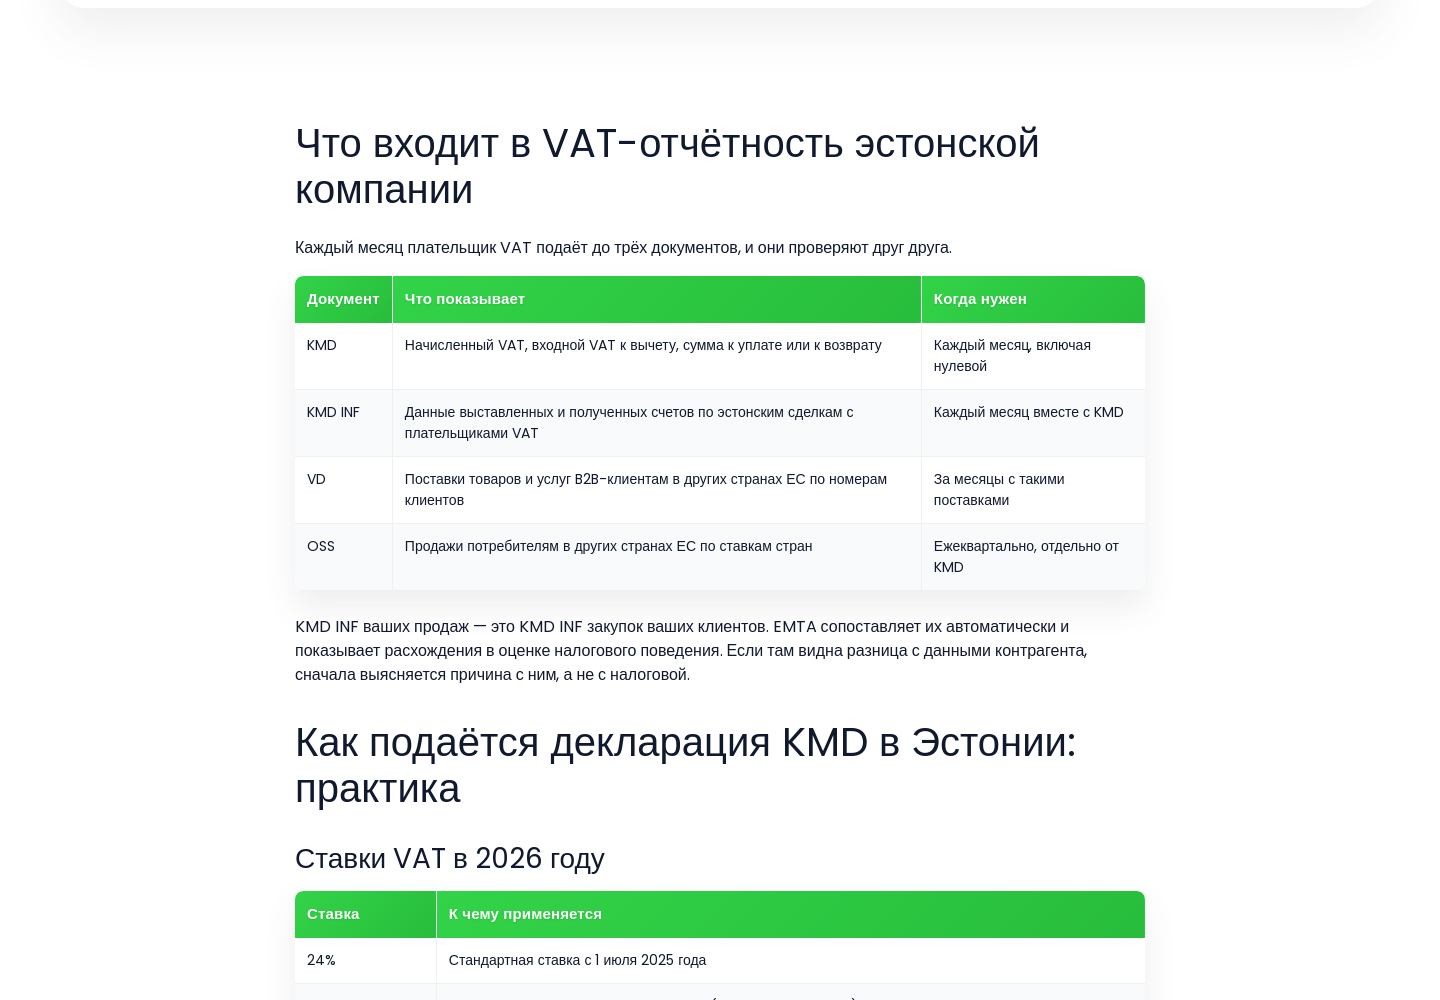 Что входит в VAT-отчётность эстонской
компании
Каждый месяц плательщик VAT подаёт до трёх документов, и они проверяют друг друга.
Документ
Что показывает
Когда нужен
KMD
Начисленный VAT, входной VAT к вычету, сумма к уплате или к возврату
Каждый месяц, включая
нулевой
KMD INF
Данные выставленных и полученных счетов по эстонским сделкам с
плательщиками VAT
Каждый месяц вместе с KMD
VD
Поставки товаров и услуг B2B-клиентам в других странах ЕС по номерам
клиентов
За месяцы с такими
поставками
OSS
Продажи потребителям в других странах ЕС по ставкам стран
Ежеквартально, отдельно от
KMD
KMD INF ваших продаж — это KMD INF закупок ваших клиентов. EMTA сопоставляет их автоматически и
показывает расхождения в оценке налогового поведения. Если там видна разница с данными контрагента,
сначала выясняется причина с ним, а не с налоговой.
Как подаётся декларация KMD в Эстонии:
практика
Ставки VAT в 2026 году
Ставка
К чему применяется
24%
Стандартная ставка с 1 июля 2025 года